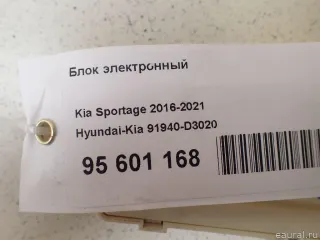 Блок электронный
Kia Sportage 2016-2021
Hyundai-Kia 91940-D3020
95 601 168
eaural.ru